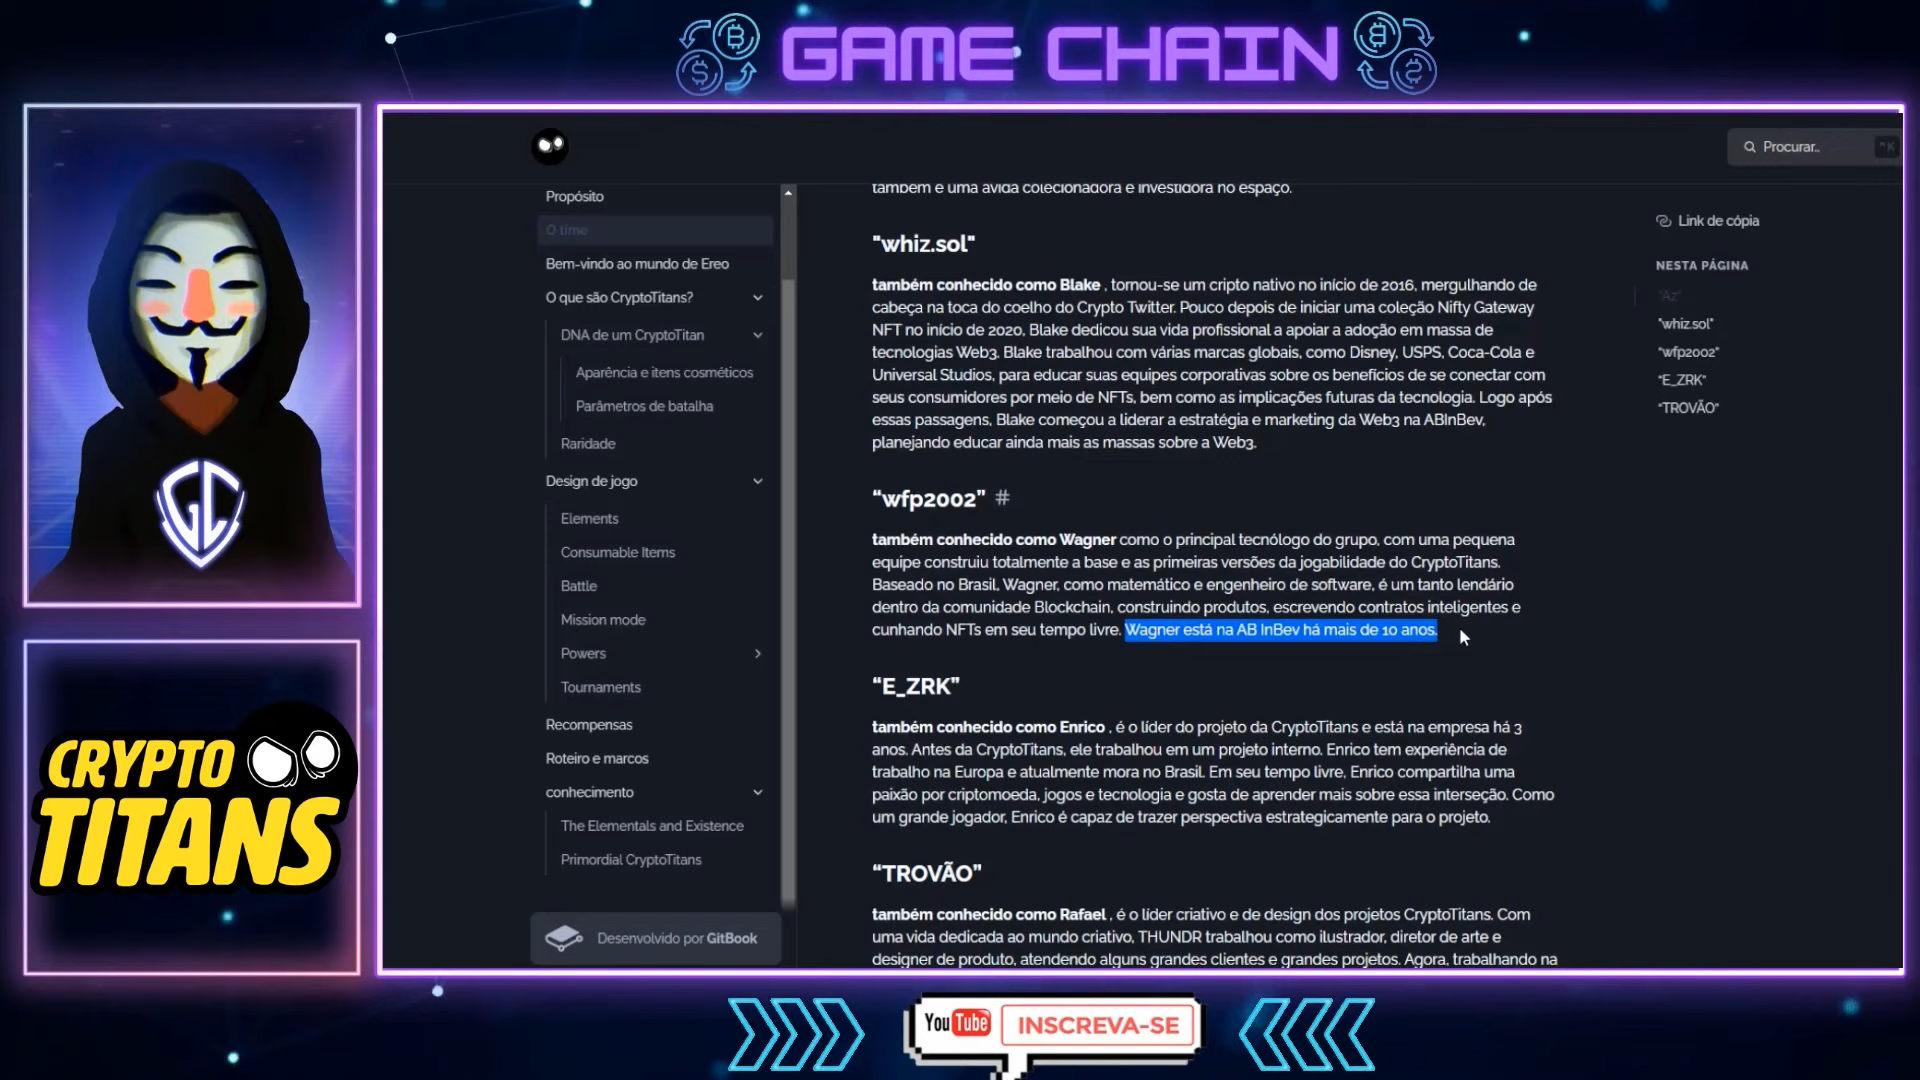 GAME CHAIN
Procurar...
^K
Propósito
O time
Bem-vindo ao mundo de Ereo
O que são CryptoTitans?
DNA de um CryptoTitan
Aparência e itens cosméticos
Parâmetros de batalha
Raridade
Design de jogo
Elements
Consumable Items
Battle
Mission mode
Powers
Tournaments
Recompensas
Roteiro e marcos
conhecimento
The Elementals and Existence
Primordial CryptoTitans
Desenvolvido por GitBook
também é uma ávida colecionadora e investidora no espaço.
"whiz.sol"
também conhecido como Blake , tornou-se um cripto nativo no início de 2016, mergulhando de
cabeça na toca do coelho do Crypto Twitter. Pouco depois de iniciar uma coleção Nifty Gateway
NFT no início de 2020, Blake dedicou sua vida profissional a apoiar a adoção em massa de
tecnologias Web3. Blake trabalhou com várias marcas globais, como Disney, USPS, Coca-Cola e
Universal Studios, para educar suas equipes corporativas sobre os benefícios de se conectar com
seus consumidores por meio de NFTs, bem como as implicações futuras da tecnologia. Logo após
essas passagens, Blake começou a liderar a estratégia e marketing da Web3 na ABInBev,
planejando educar ainda mais as massas sobre a Web3.
“wfp2002” #
também conhecido como Wagner como o principal tecnólogo do grupo, com uma pequena
equipe construiu totalmente a base e as primeiras versões da jogabilidade do CryptoTitans.
Baseado no Brasil, Wagner, como matemático e engenheiro de software, é um tanto lendário
dentro da comunidade Blockchain, construindo produtos, escrevendo contratos inteligentes e
cunhando NFTs em seu tempo livre. Wagner está na AB InBev há mais de 10 anos.
“E_ZRK”
também conhecido como Enrico , é o líder do projeto da CryptoTitans e está na empresa há 3
anos. Antes da CryptoTitans, ele trabalhou em um projeto interno. Enrico tem experiência de
trabalho na Europa e atualmente mora no Brasil. Em seu tempo livre, Enrico compartilha uma
paixão por criptomoeda, jogos e tecnologia e gosta de aprender mais sobre essa interseção. Como
um grande jogador, Enrico é capaz de trazer perspectiva estrategicamente para o projeto.
“TROVÃO”
também conhecido como Rafael , é o líder criativo e de design dos projetos CryptoTitans. Com
uma vida dedicada ao mundo criativo, THUNDR trabalhou como ilustrador, diretor de arte e
designer de produto, atendendo alguns grandes clientes e grandes projetos. Agora, trabalhando na
Link de cópia
NESTA PÁGINA
"Az"
"whiz.sol"
“wfp2002”
“E_ZRK”
“TROVÃO”
GC
CRYPTO
TITANS
YouTube INSCREVA-SE